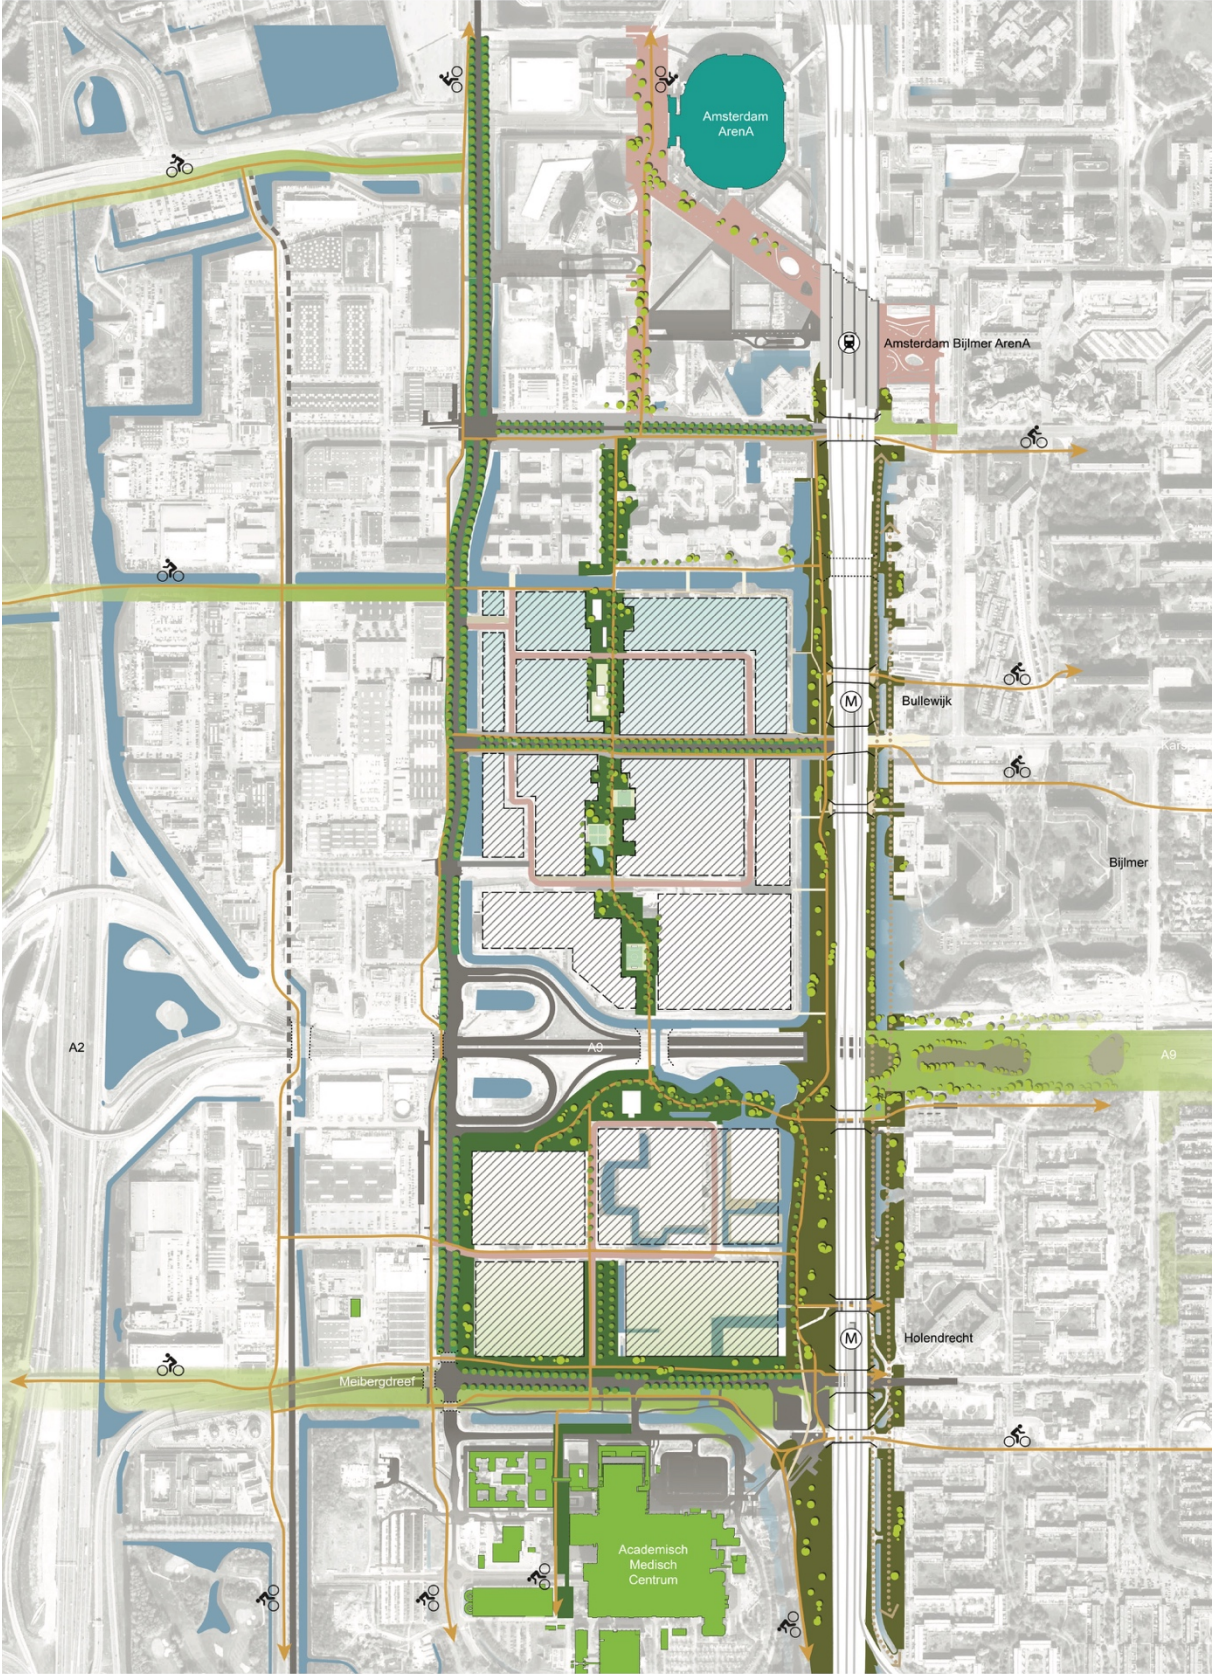 Amsterdam
ArenA
Amsterdam Bijlmer ArenA
M
Bullewijk
Bijlmer
A2
A9
A9
M
Holendrecht
Meibergdreef
Academisch
Medisch
Centrum